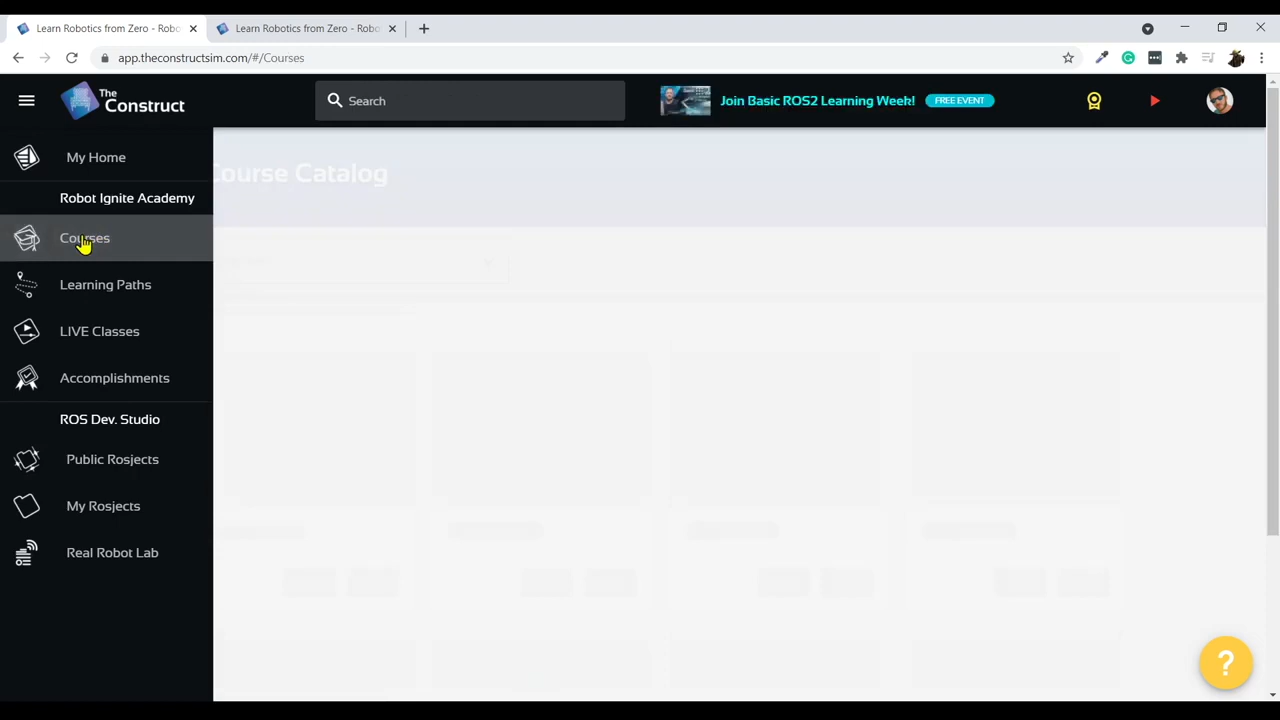 Learn Robotics from Zero - Robo
Learn Robotics from Zero - Robo
app.theconstructsim.com/#/Courses
The
Construct
Search
Join Basic ROS2 Learning Week!
FREE EVENT
My Home
Course Catalog
Robot Ignite Academy
Courses
Learning Paths
LIVE Classes
Accomplishments
ROS Dev. Studio
Public Rosjects
My Rosjects
Real Robot Lab
?